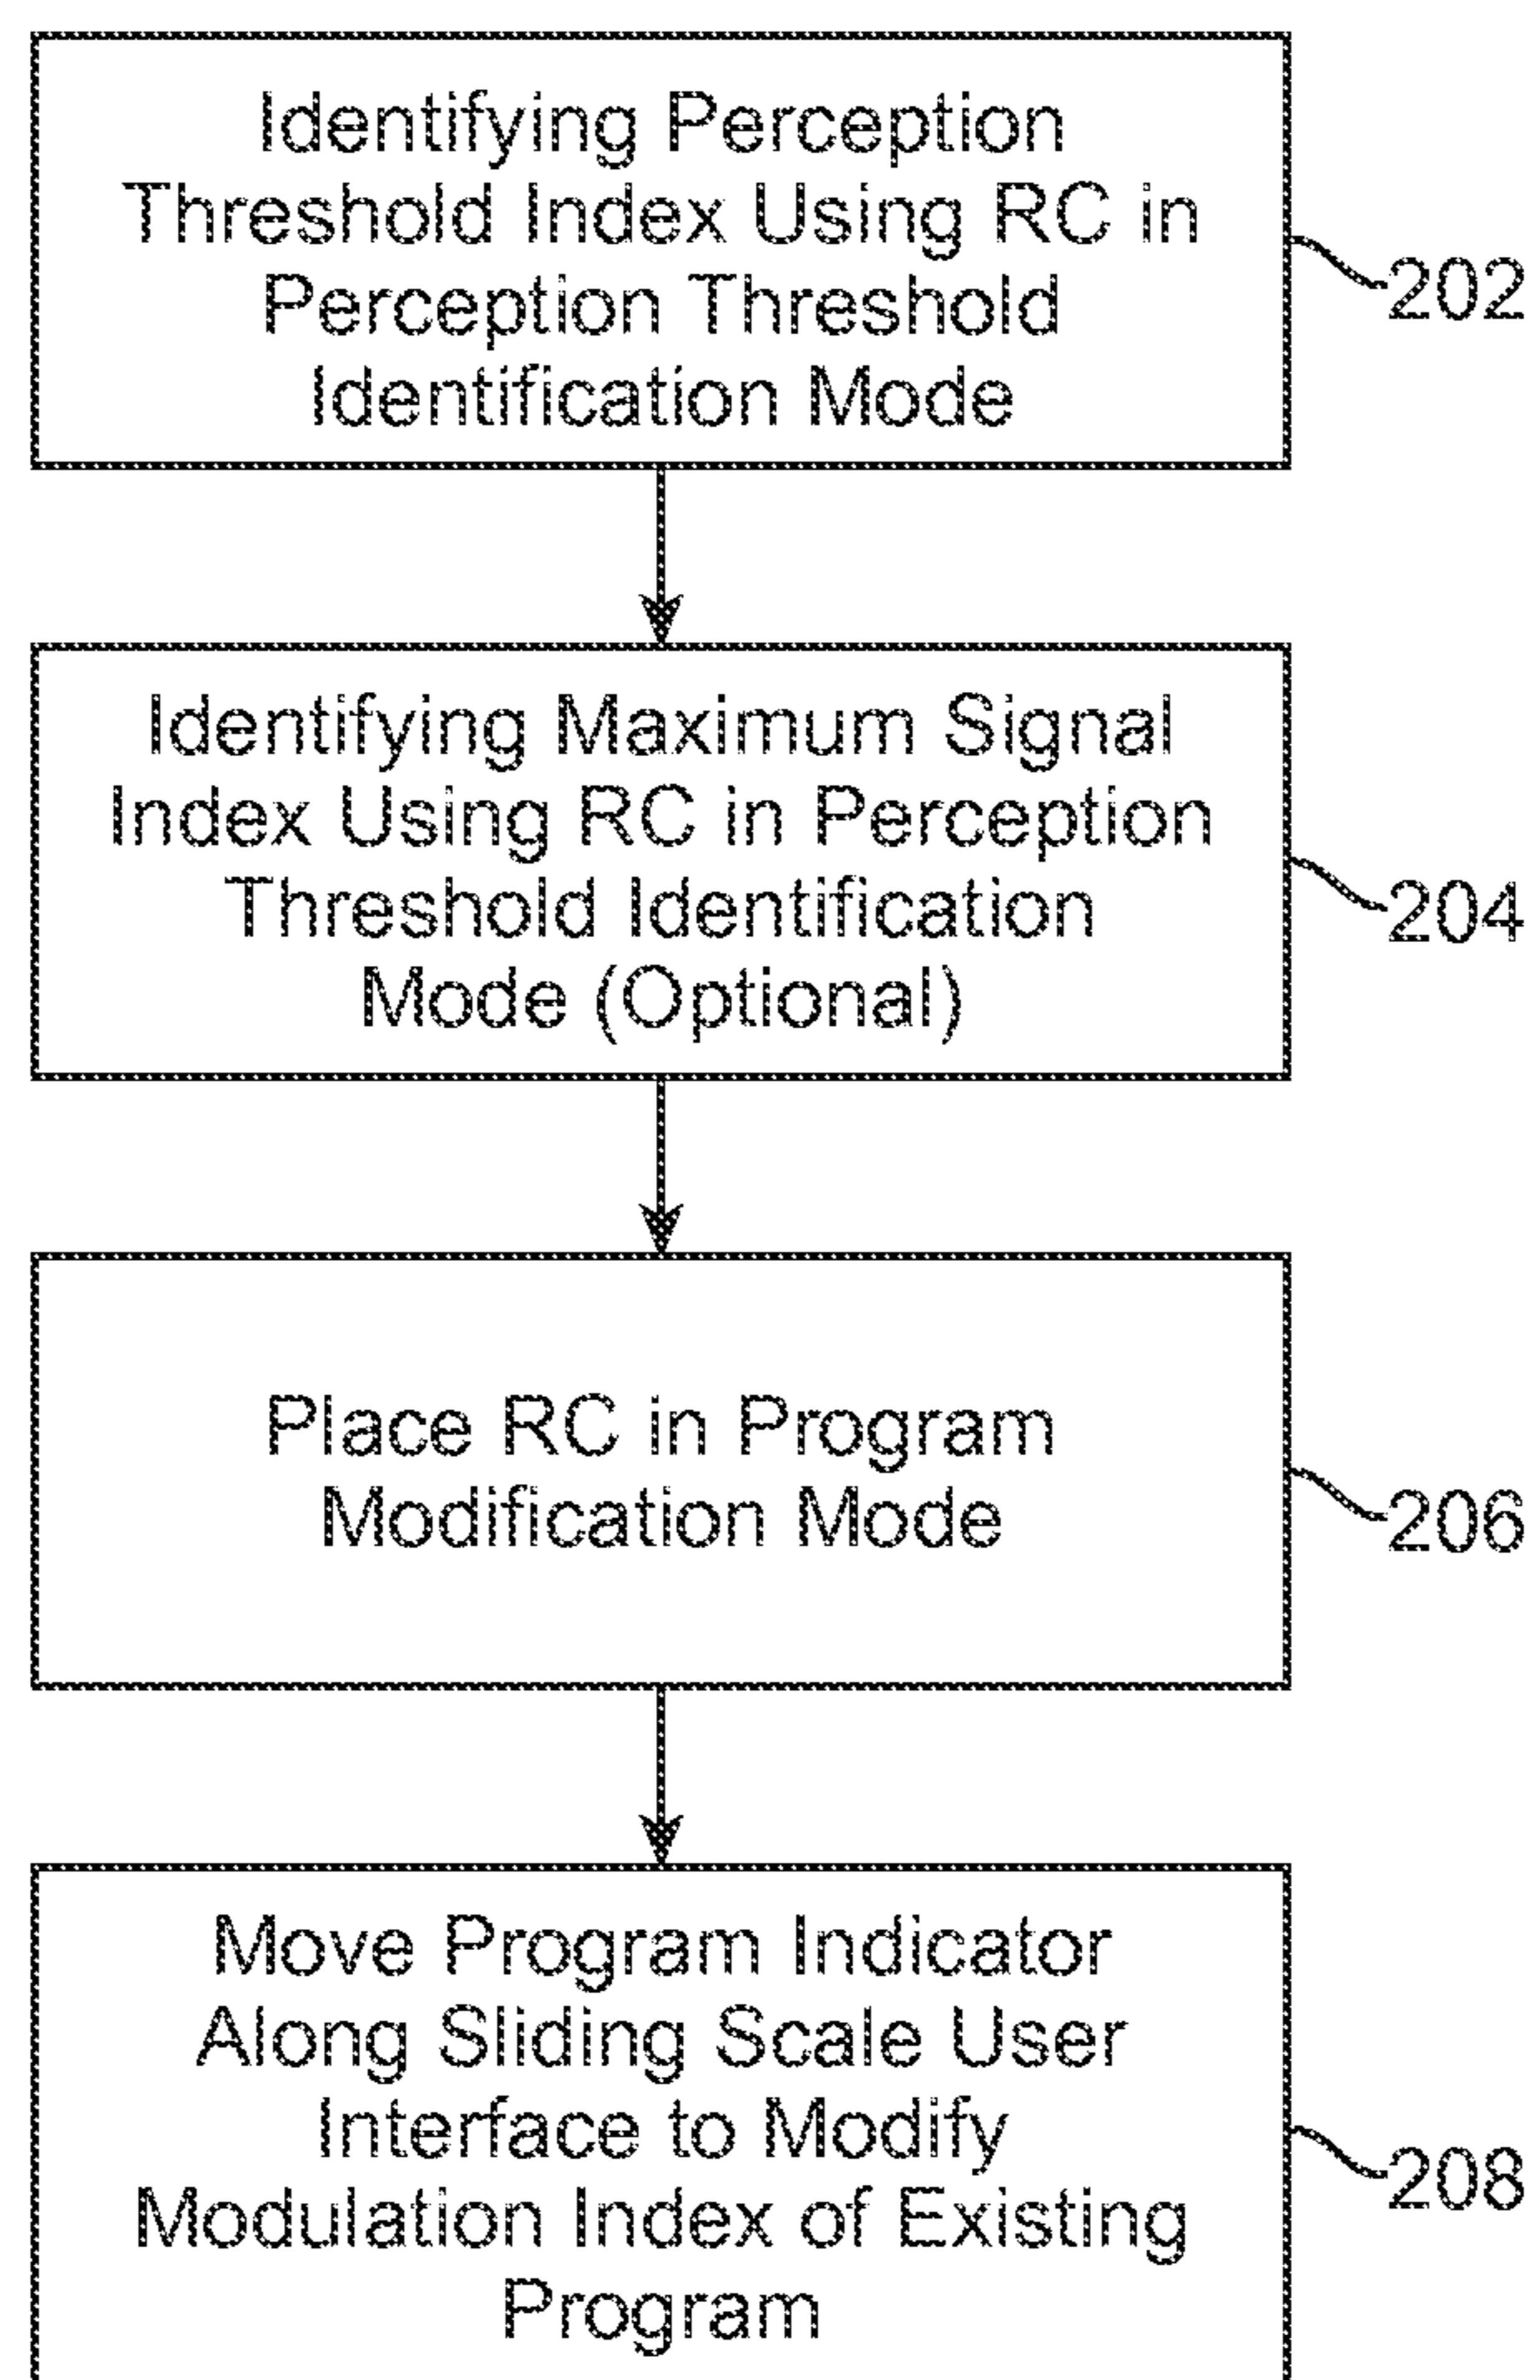 Identifying Perception
Threshold Index Using RC in
Perception Threshold
Identification Mode
202
Identifying Maximum Signal
Index Using RC in Perception
Threshold Identification
Mode (Optional)
204
Place RC in Program
Modification Mode
206
Move Program Indicator
Along Sliding Scale User
Interface to Modify
Modulation Index of Existing
Program
208